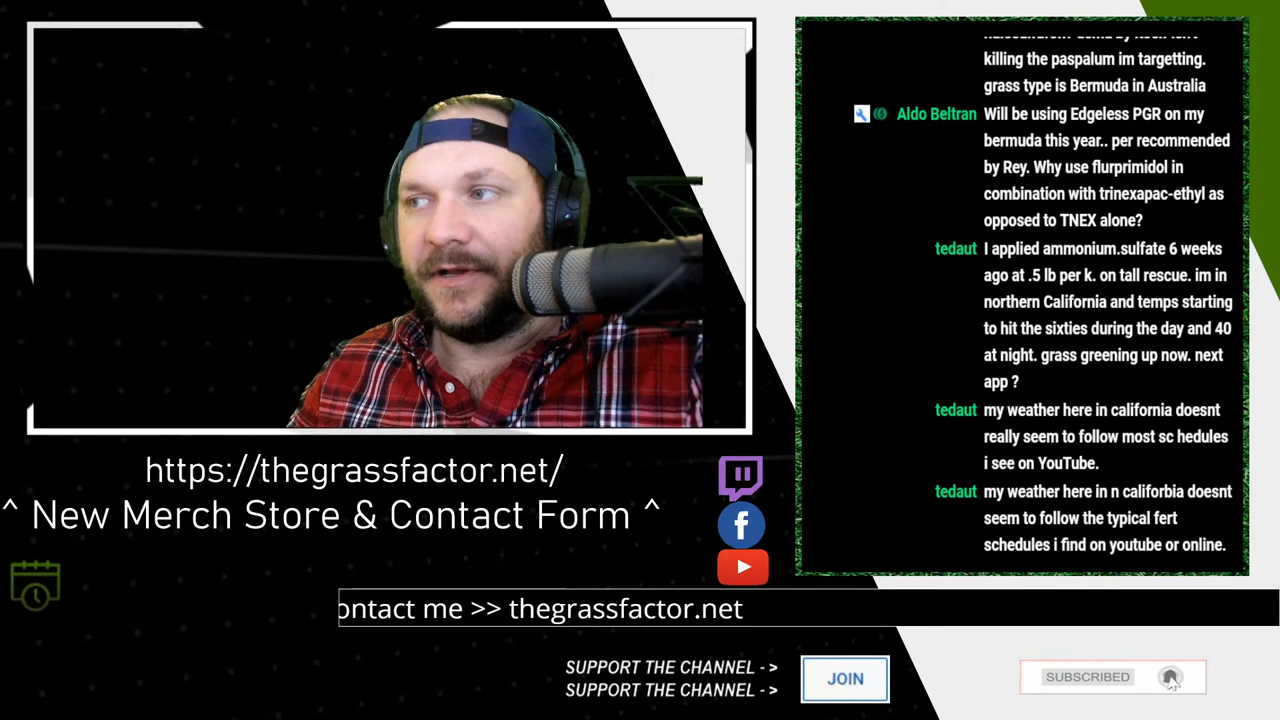 killing the paspalum im targetting.
grass type is Bermuda in Australia
Aldo Beltran Will be using Edgeless PGR on my
bermuda this year.. per recommended
by Rey. Why use flurprimidol in
combination with trinexapac-ethyl as
opposed to TNEX alone?
tedaut I applied ammonium.sulfate 6 weeks
ago at .5 lb per k. on tall rescue. im in
northern California and temps starting
to hit the sixties during the day and 40
at night. grass greening up now. next
app ?
tedaut my weather here in california doesnt
really seem to follow most sc hedules
i see on YouTube.
tedaut my weather here in n califorbia doesnt
seem to follow the typical fert
schedules i find on youtube or online.
https://thegrassfactor.net/
^ New Merch Store & Contact Form ^
ontact me >> thegrassfactor.net
SUPPORT THE CHANNEL - >
SUPPORT THE CHANNEL - >
JOIN
SUBSCRIBED